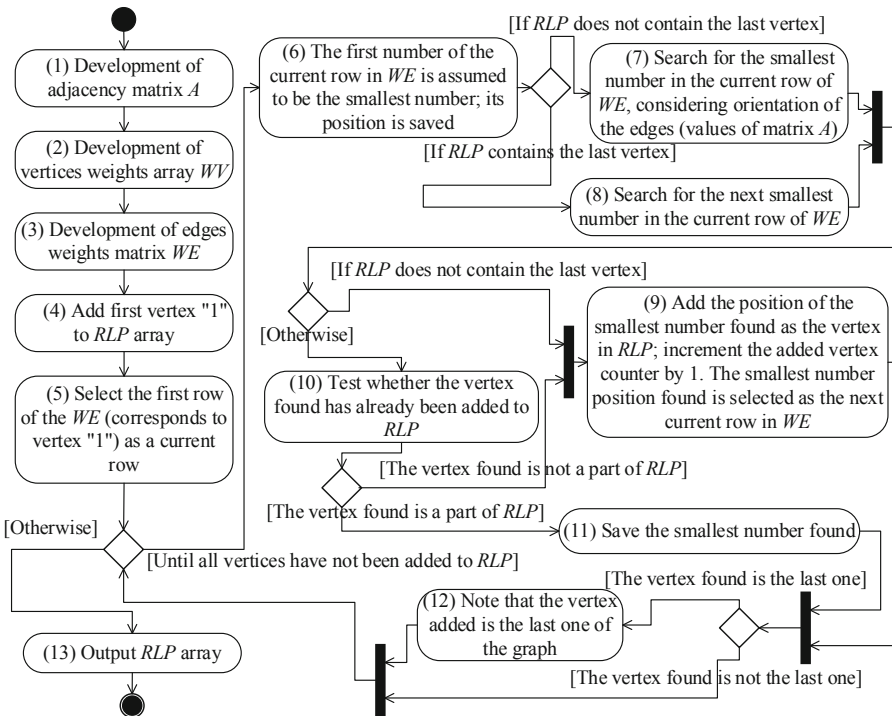 (1) Development of
adjacency matrix A
(2) Development of
vertices weights array WV
(3) Development of edges
weights matrix WE
(4) Add first vertex "1"
to RLP array
(5) Select the first row
of the WE (corresponds to
vertex "1") as a current
row
[Otherwise]
[Until all vertices have not been added to RLP]
(13) Output RLP array
(6) The first number of the
current row in WE is assumed
to be the smallest number; its
position is saved
[If RLP does not contain the last vertex]
(7) Search for the smallest
number in the current row of
WE, considering orientation of
the edges (values of matrix A)
[If RLP contains the last vertex]
(8) Search for the next smallest
number in the current row of WE
[If RLP does not contain the last vertex]
[Otherwise]
(9) Add the position of the
smallest number found as the vertex
in RLP; increment the added vertex
counter by 1. The smallest number
position found is selected as the next
current row in WE
(10) Test whether the vertex
found has already been added to
RLP
[The vertex found is not a part of RLP]
[The vertex found is a part of RLP]
(11) Save the smallest number found
[The vertex found is the last one]
(12) Note that the vertex
added is the last one of
the graph
[The vertex found is not the last one]